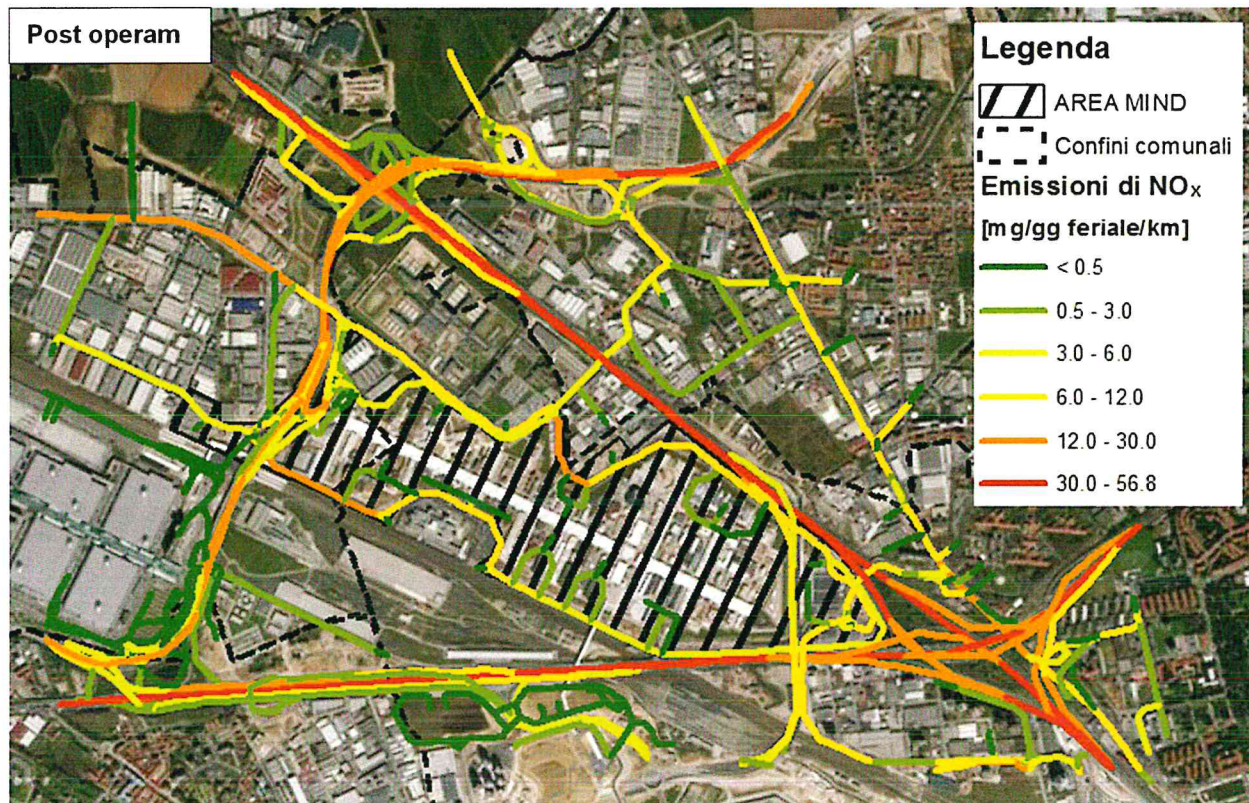 Post operam
Legenda
AREA MIND
Confini comunali
Emissioni di NOx
[mg/gg feriale/km]
< 0.5
0.5 - 3.0
3.0 - 6.0
6.0 - 12.0
12.0 - 30.0
30.0 - 56.8